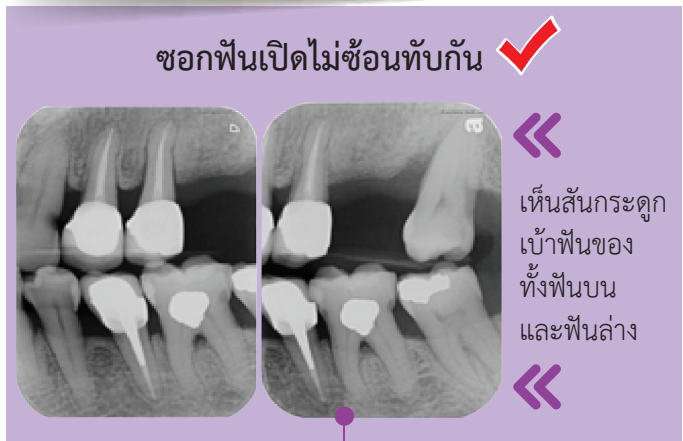 ซอกฟันเปิดไม่ซ้อนทับกัน
เห็นสันกระดูก
เบ้าฟันของ
ทั้งฟันบน
และฟันล่าง
a